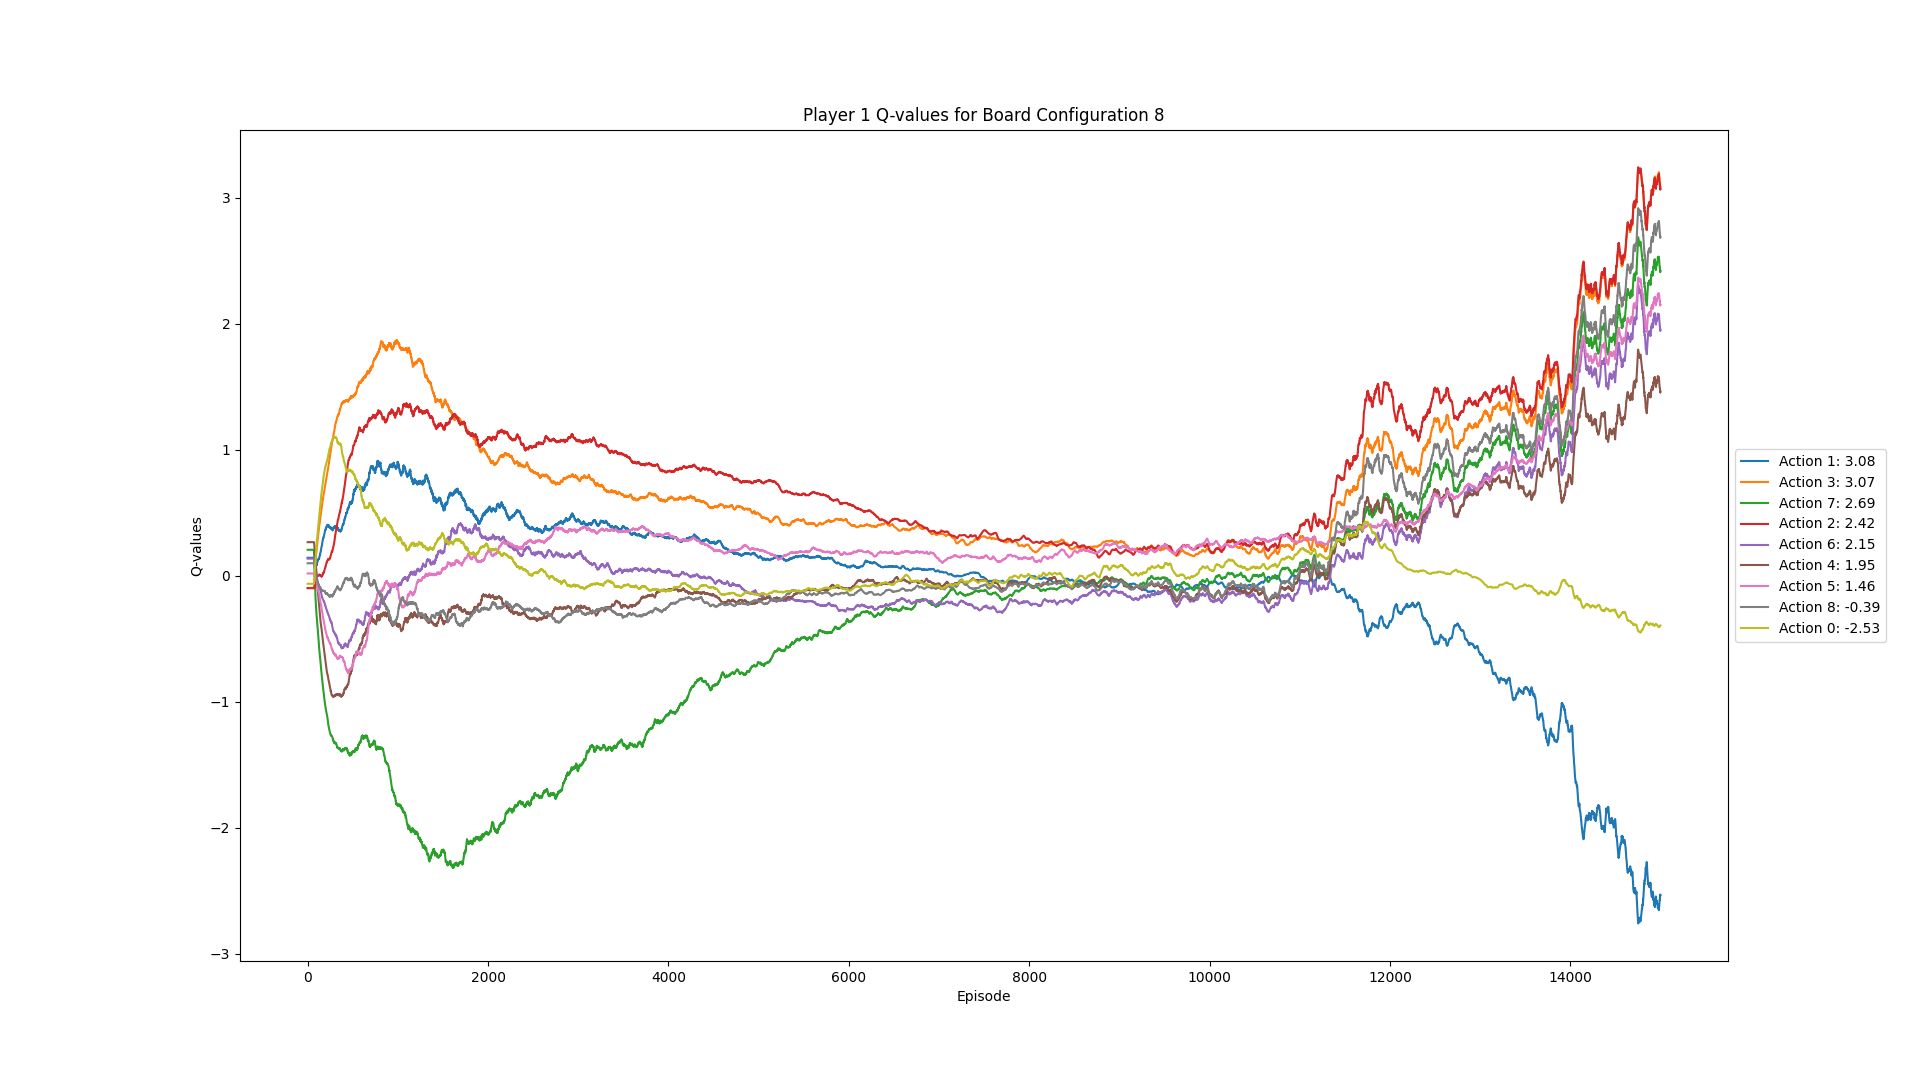 Player 1 Q-values for Board Configuration 8
3
2
1
0
−1
−2
−3
Q-values
0 2000 4000 6000 8000 10000 12000 14000
Episode
Action 1: 3.08
Action 3: 3.07
Action 7: 2.69
Action 2: 2.42
Action 6: 2.15
Action 4: 1.95
Action 5: 1.46
Action 8: -0.39
Action 0: -2.53